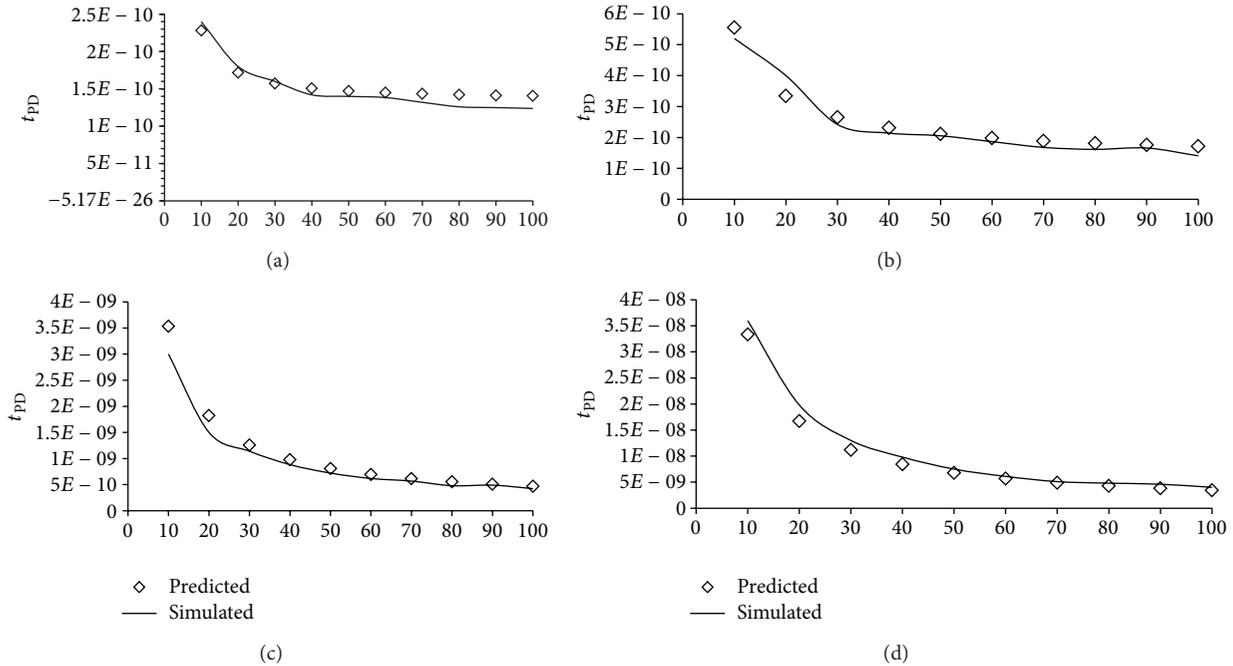 2.5E − 10
2E − 10
1.5E − 10
1E − 10
5E − 11
−5.17E − 26
t_PD
0 10 20 30 40 50 60 70 80 90 100
(a)
6E − 10
5E − 10
4E − 10
3E − 10
2E − 10
1E − 10
0
t_PD
0 10 20 30 40 50 60 70 80 90 100
(b)
4E − 09
3.5E − 09
3E − 09
2.5E − 09
2E − 09
1.5E − 09
1E − 09
5E − 10
0
t_PD
0 10 20 30 40 50 60 70 80 90 100
Predicted
Simulated
(c)
4E − 08
3.5E − 08
3E − 08
2.5E − 08
2E − 08
1.5E − 08
1E − 08
5E − 09
0
t_PD
0 10 20 30 40 50 60 70 80 90 100
Predicted
Simulated
(d)